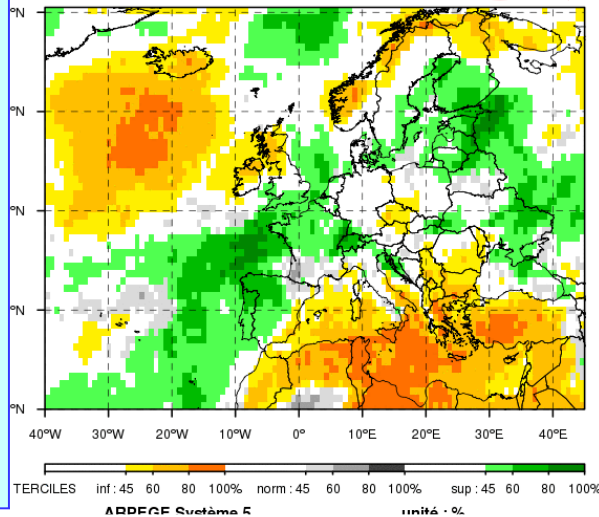 °N
°N
°N
°N
°N
40°W 30°W 20°W 10°W 0° 10°E 20°E 30°E 40°E
TERCILES inf : 45 60 80 100% norm : 45 60 80 100% sup : 45 60 80 100%
ARPEGE Système 5 unité : %